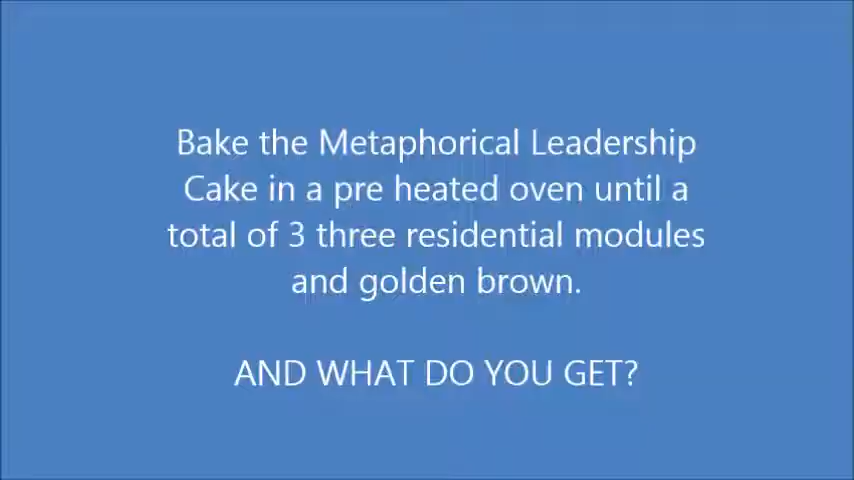 Bake the Metaphorical Leadership
Cake in a pre heated oven until a
total of 3 three residential modules
and golden brown.
AND WHAT DO YOU GET?